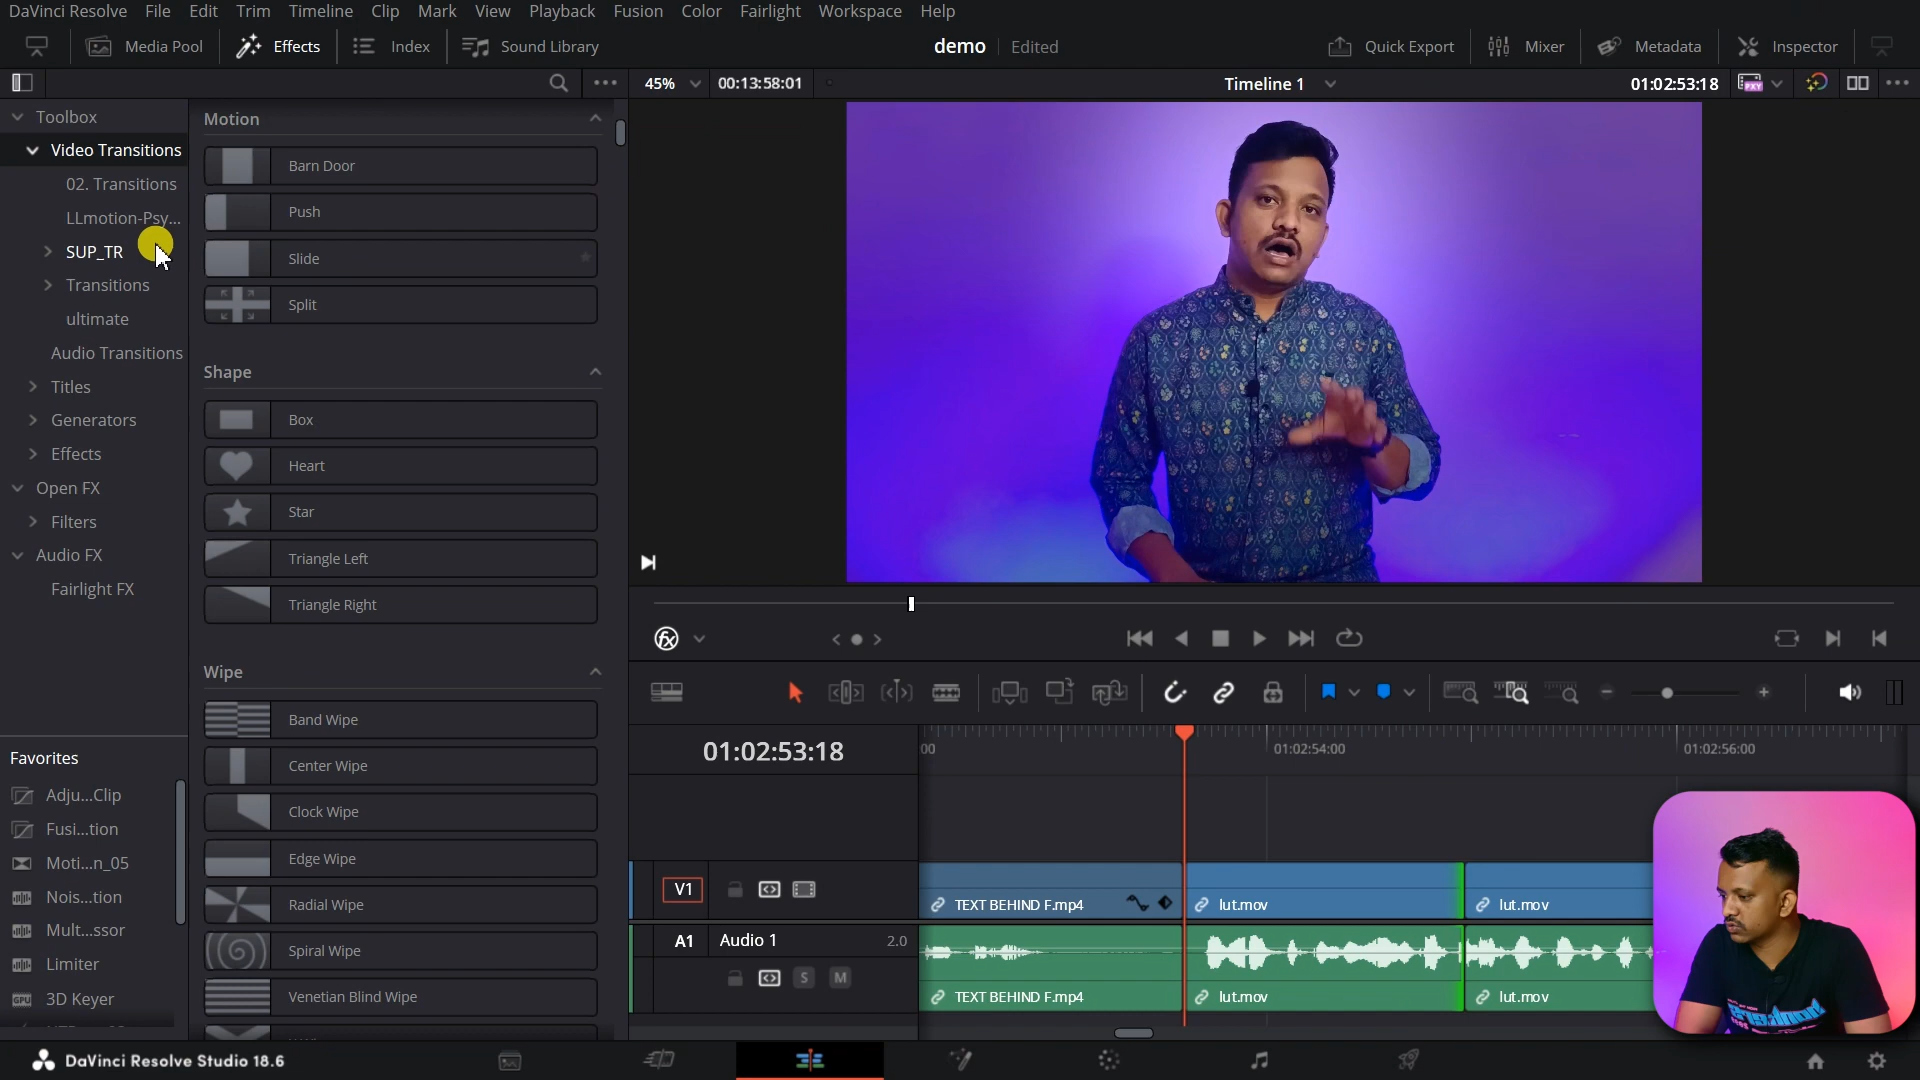 DaVinci Resolve File Edit Trim Timeline Clip Mark View Playback Fusion Color Fairlight Workspace Help
Media Pool Effects Index Sound Library demo Edited Quick Export Mixer Metadata Inspector
45% 00:13:58:01 Timeline 1 01:02:53:18
Toolbox
Video Transitions
02. Transitions
LLmotion-Psy...
SUP_TR
Transitions
ultimate
Audio Transitions
Titles
Generators
Effects
Open FX
Filters
Audio FX
Fairlight FX
Favorites
Adju...Clip
Fusi...tion
Moti...n_05
Nois...tion
Mult...ssor
Limiter
GPU 3D Keyer
Motion
Barn Door
Push
Slide
Split
Shape
Box
Heart
Star
Triangle Left
Triangle Right
Wipe
Band Wipe
Center Wipe
Clock Wipe
Edge Wipe
Radial Wipe
Spiral Wipe
Venetian Blind Wipe
fx
01:02:53:18
00 01:02:54:00 01:02:56:00
V1
TEXT BEHIND F.mp4 lut.mov lut.mov
A1 Audio 1 2.0
S M
TEXT BEHIND F.mp4 lut.mov lut.mov
DaVinci Resolve Studio 18.6